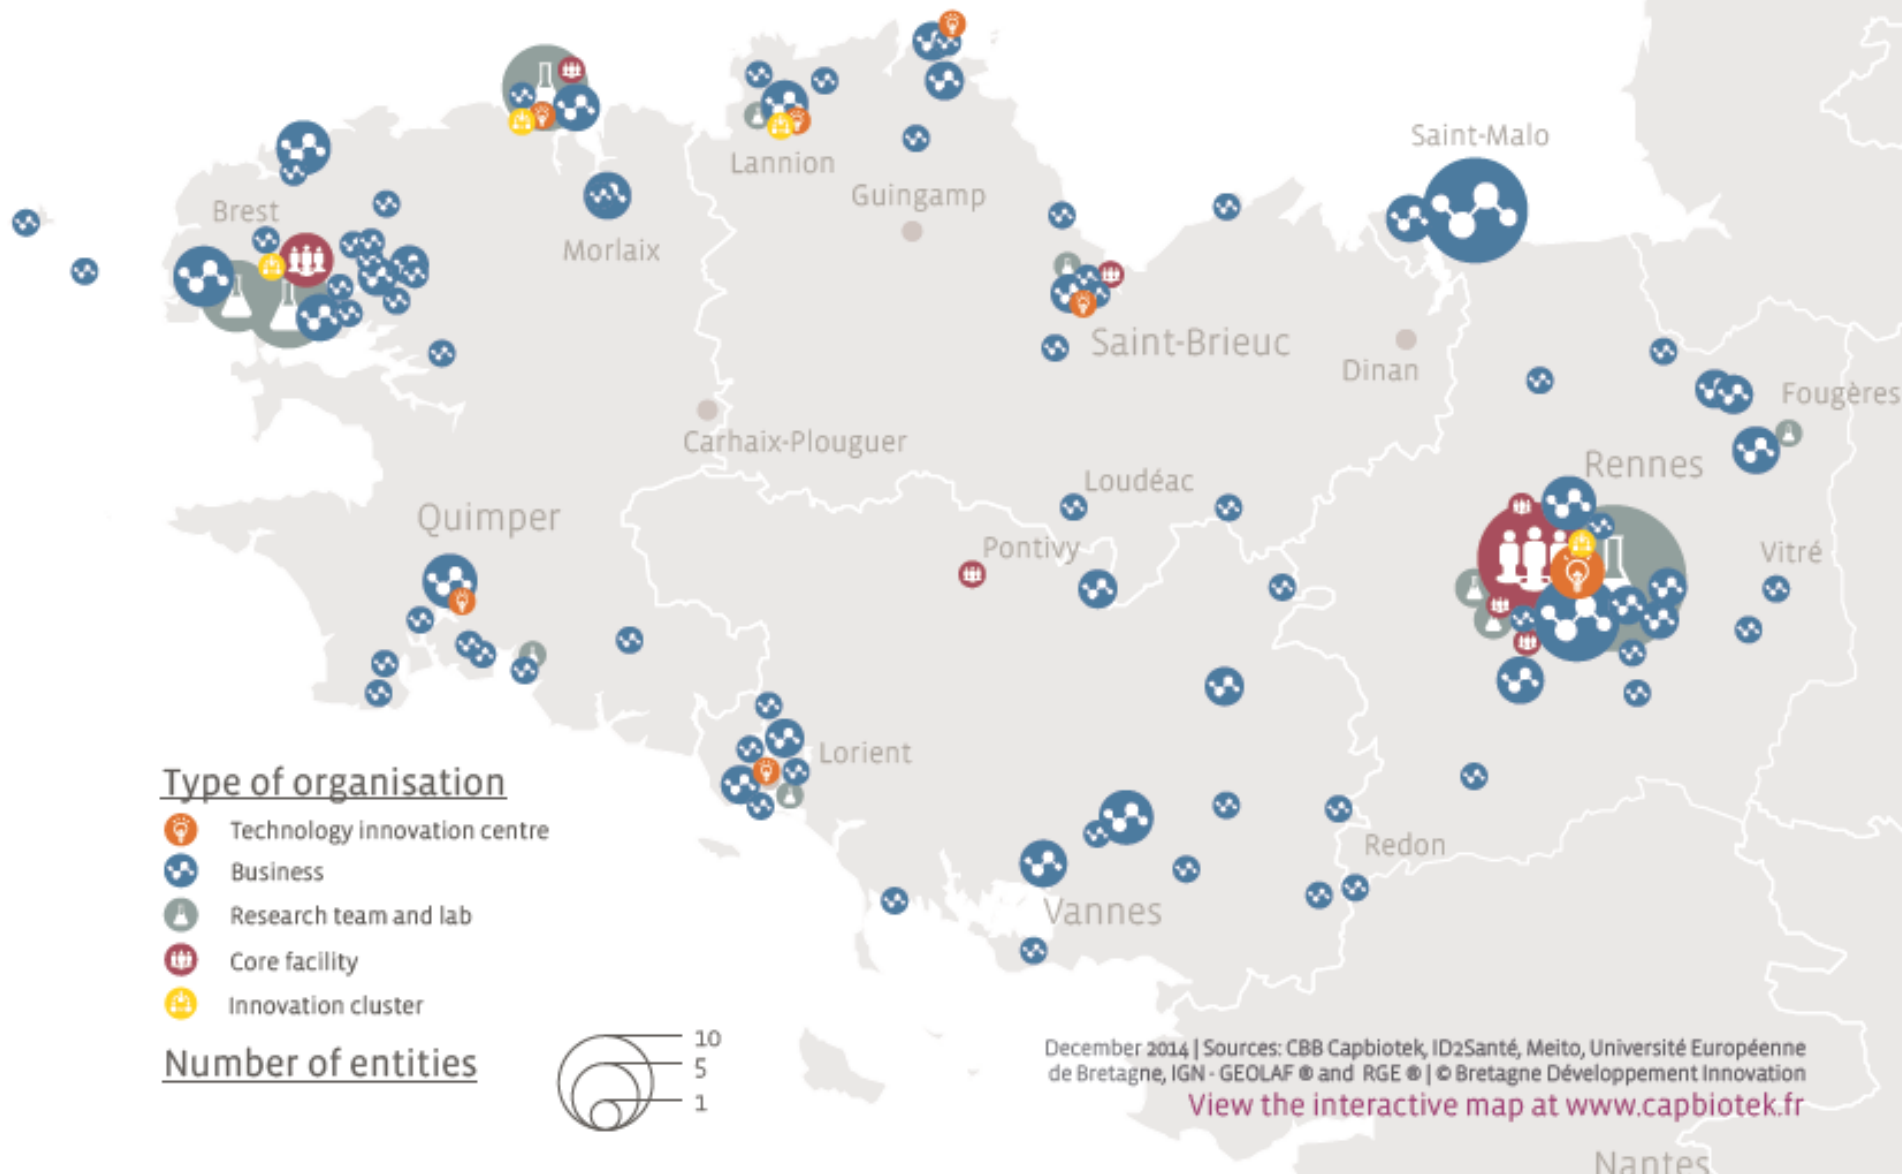 Saint-Malo
Lannion
Guingamp
Brest
Morlaix
Saint-Brieuc
Dinan
Fougères
Carhaix-Plouguer
Rennes
Loudéac
Quimper
Pontivy
Vitré
Lorient
Type of organisation
Technology innovation centre
Business
Research team and lab
Core facility
Innovation cluster
Redon
Vannes
Number of entities
10
5
1
December 2014 | Sources: CBB Capbiotek, ID2Santé, Meito, Université Européenne
de Bretagne, IGN - GEOLAF ® and RGE ® | © Bretagne Développement Innovation
View the interactive map at www.capbiotek.fr
Nantes